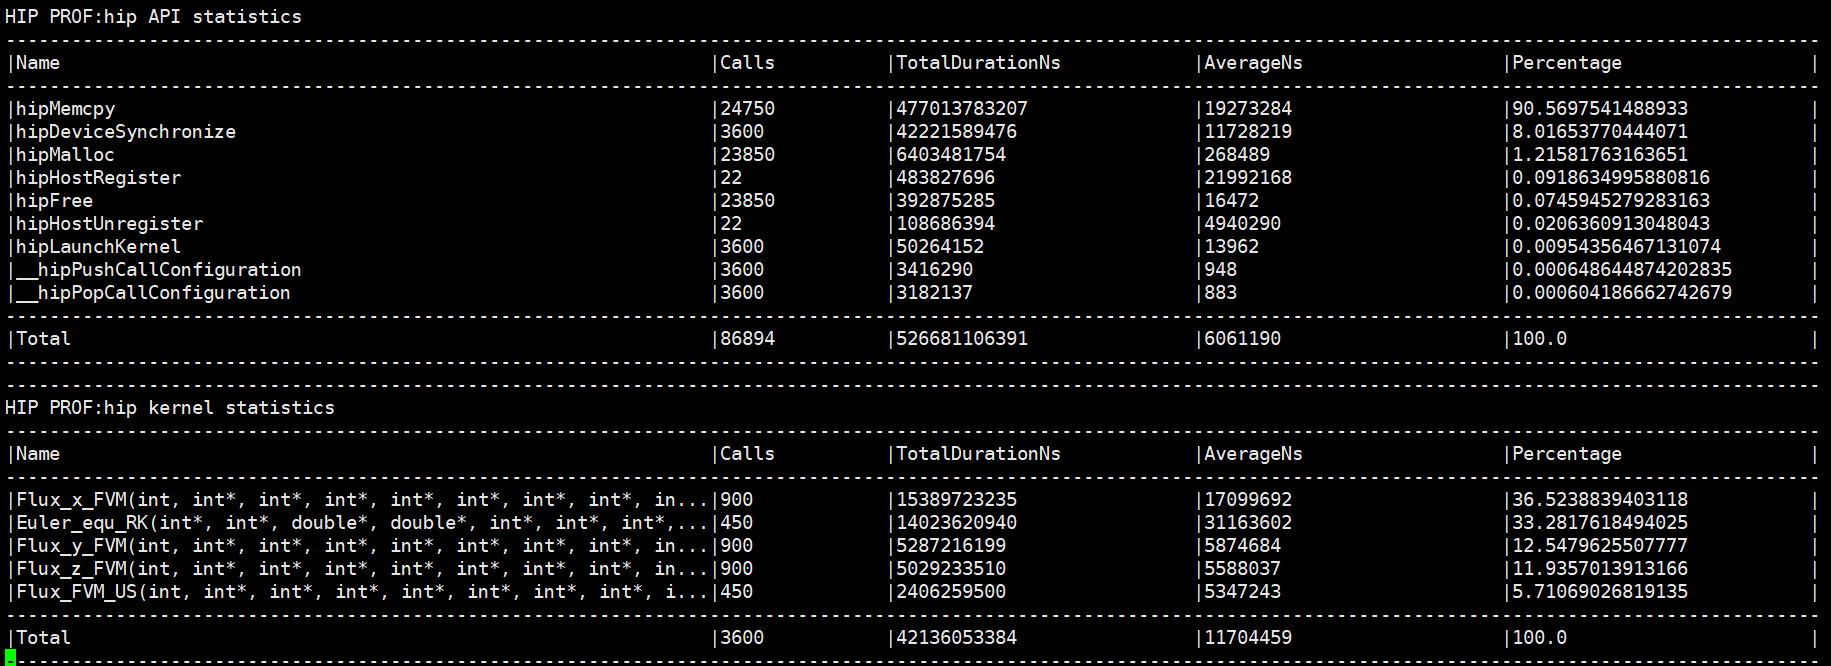 HIP PROF:hip API statistics
|Name |Calls |TotalDurationNs |AverageNs |Percentage |
|hipMemcpy |24750 |477013783207 |19273284 |90.5697541488933 |
|hipDeviceSynchronize |3600 |42221589476 |11728219 |8.01653770444071 |
|hipMalloc |23850 |6403481754 |268489 |1.21581763163651 |
|hipHostRegister |22 |483827696 |21992168 |0.0918634995880816 |
|hipFree |23850 |392875285 |16472 |0.0745945279283163 |
|hipHostUnregister |22 |108686394 |4940290 |0.0206360913048043 |
|hipLaunchKernel |3600 |50264152 |13962 |0.00954356467131074 |
|__hipPushCallConfiguration |3600 |3416290 |948 |0.000648644874202835 |
|__hipPopCallConfiguration |3600 |3182137 |883 |0.000604186662742679 |
|Total |86894 |526681106391 |6061190 |100.0 |
HIP PROF:hip kernel statistics
|Name |Calls |TotalDurationNs |AverageNs |Percentage |
|Flux_x_FVM(int, int*, int*, int*, int*, int*, int*, int*, in...|900 |15389723235 |17099692 |36.5238839403118 |
|Euler_equ_RK(int*, int*, double*, double*, int*, int*, int*,...|450 |14023620940 |31163602 |33.2817618494025 |
|Flux_y_FVM(int, int*, int*, int*, int*, int*, int*, int*, in...|900 |5287216199 |5874684 |12.5479625507777 |
|Flux_z_FVM(int, int*, int*, int*, int*, int*, int*, int*, in...|900 |5029233510 |5588037 |11.9357013913166 |
|Flux_FVM_US(int, int*, int*, int*, int*, int*, int*, int*, i...|450 |2406259500 |5347243 |5.71069026819135 |
|Total |3600 |42136053384 |11704459 |100.0 |